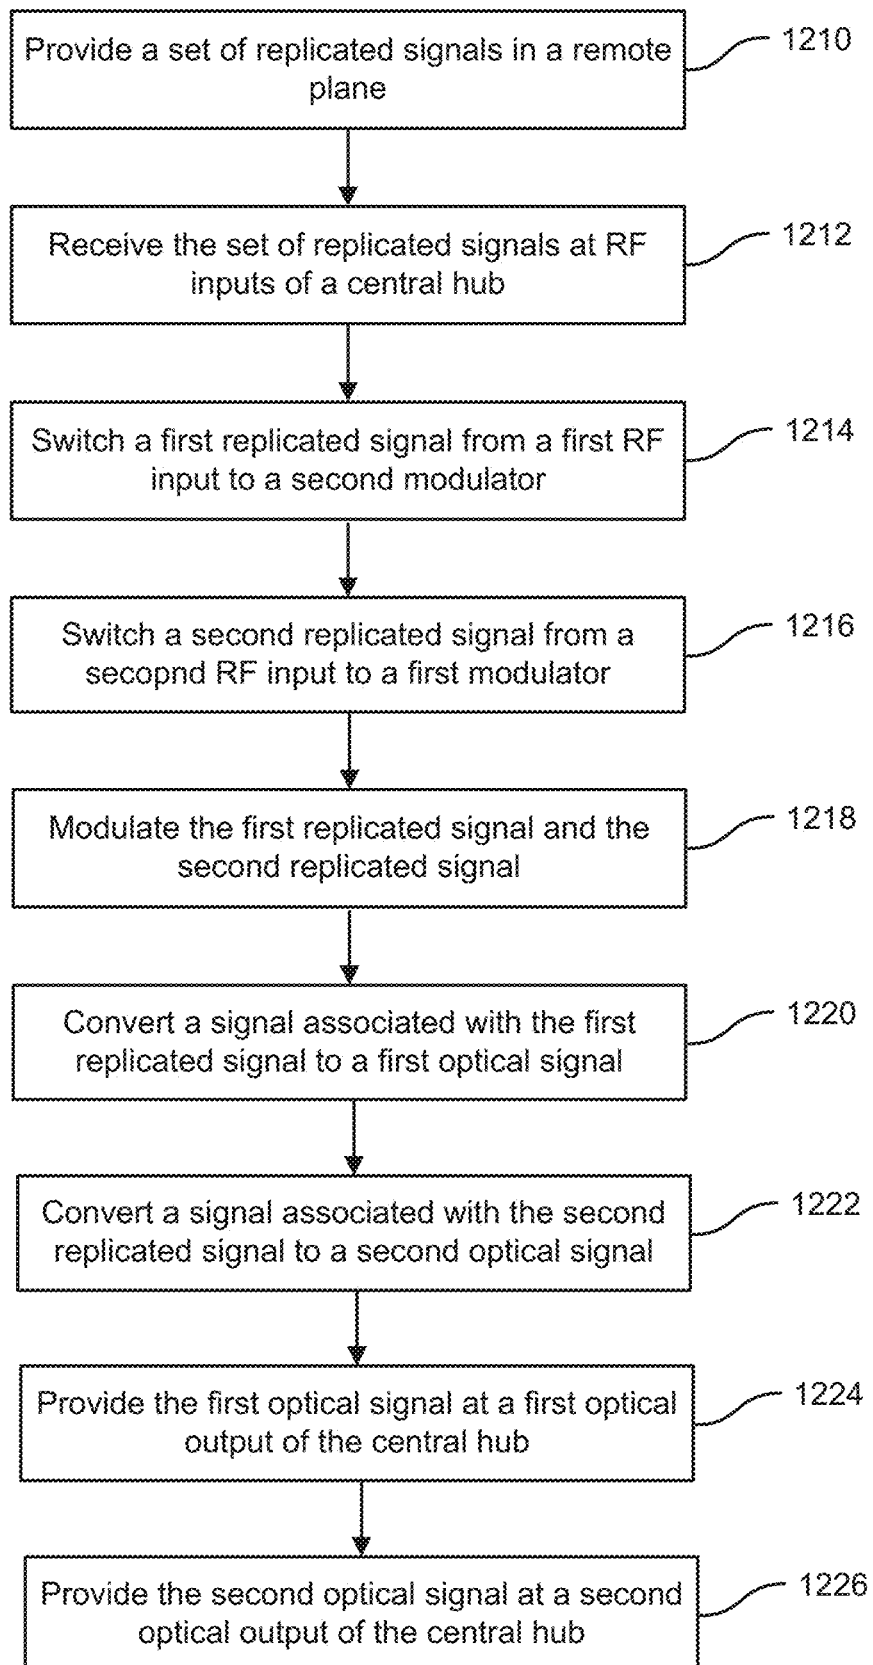 Provide a set of replicated signals in a remote
plane
1210
Receive the set of replicated signals at RF
inputs of a central hub
1212
Switch a first replicated signal from a first RF
input to a second modulator
1214
Switch a second replicated signal from a
secopnd RF input to a first modulator
1216
Modulate the first replicated signal and the
second replicated signal
1218
Convert a signal associated with the first
replicated signal to a first optical signal
1220
Convert a signal associated with the second
replicated signal to a second optical signal
1222
Provide the first optical signal at a first optical
output of the central hub
1224
Provide the second optical signal at a second
optical output of the central hub
1226